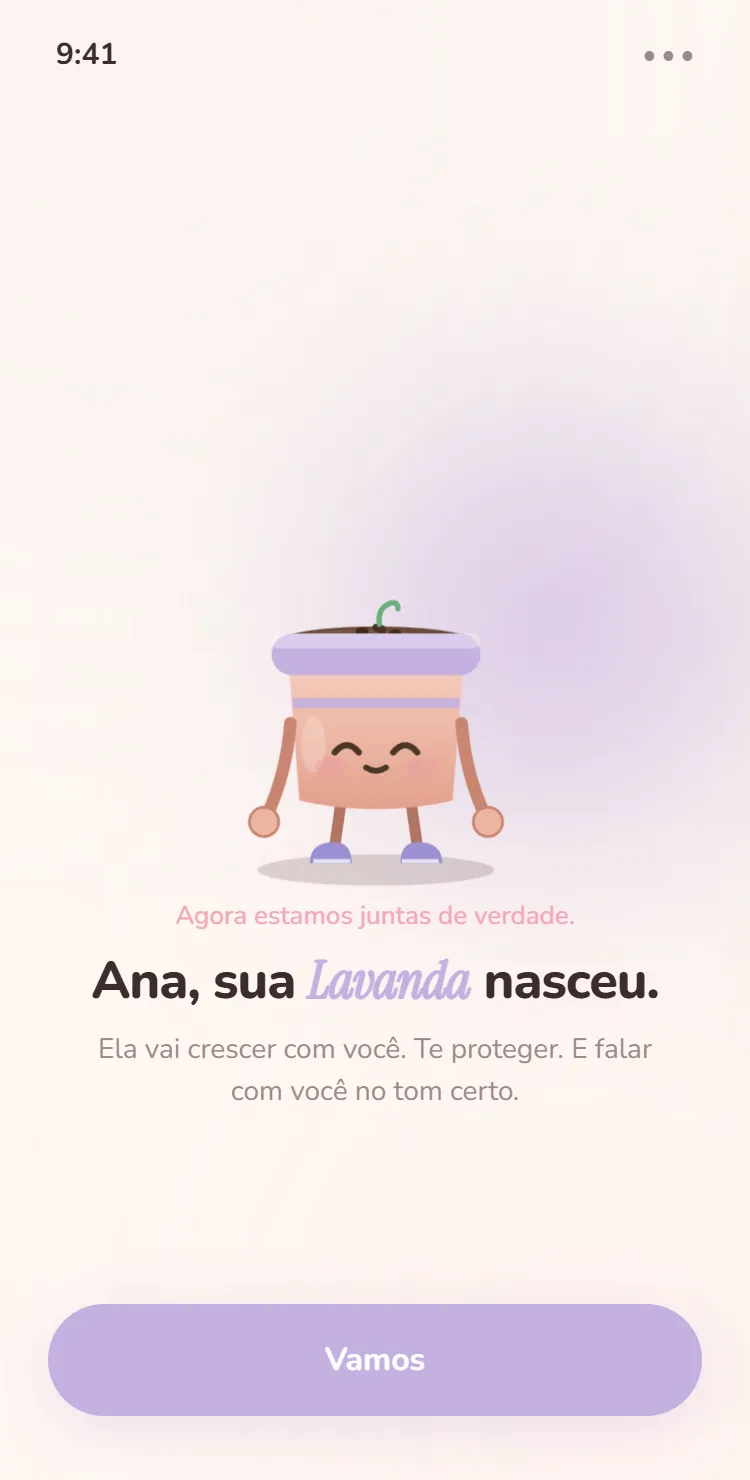 9:41
Agora estamos juntas de verdade.
Ana, sua Lavanda nasceu.
Ela vai crescer com você. Te proteger. E falar
com você no tom certo.
Vamos